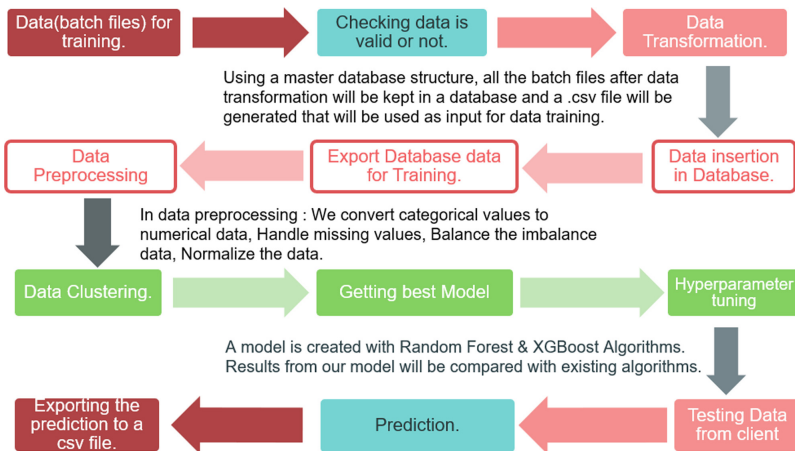 Data(batch files) for
training.
Checking data is
valid or not.
Data
Transformation.
Using a master database structure, all the batch files after data
transformation will be kept in a database and a .csv file will be
generated that will be used as input for data training.
Data
Preprocessing
Export Database data
for Training.
Data insertion
in Database.
In data preprocessing : We convert categorical values to
numerical data, Handle missing values, Balance the imbalance
data, Normalize the data.
Data Clustering.
Getting best Model
Hyperparameter
tuning
A model is created with Random Forest & XGBoost Algorithms.
Results from our model will be compared with existing algorithms.
Exporting the
prediction to a
csv file.
Prediction.
Testing Data
from client